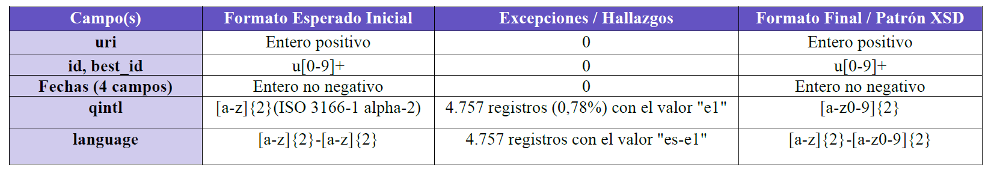 Campo(s) Formato Esperado Inicial Excepciones / Hallazgos Formato Final / Patrón XSD
uri Entero positivo 0 Entero positivo
id, best_id u[0-9]+ 0 u[0-9]+
Fechas (4 campos) Entero no negativo 0 Entero no negativo
qintl [a-z]{2}(ISO 3166-1 alpha-2) 4.757 registros (0,78%) con el valor "e1" [a-z0-9]{2}
language [a-z]{2}-[a-z]{2} 4.757 registros con el valor "es-e1" [a-z]{2}-[a-z0-9]{2}